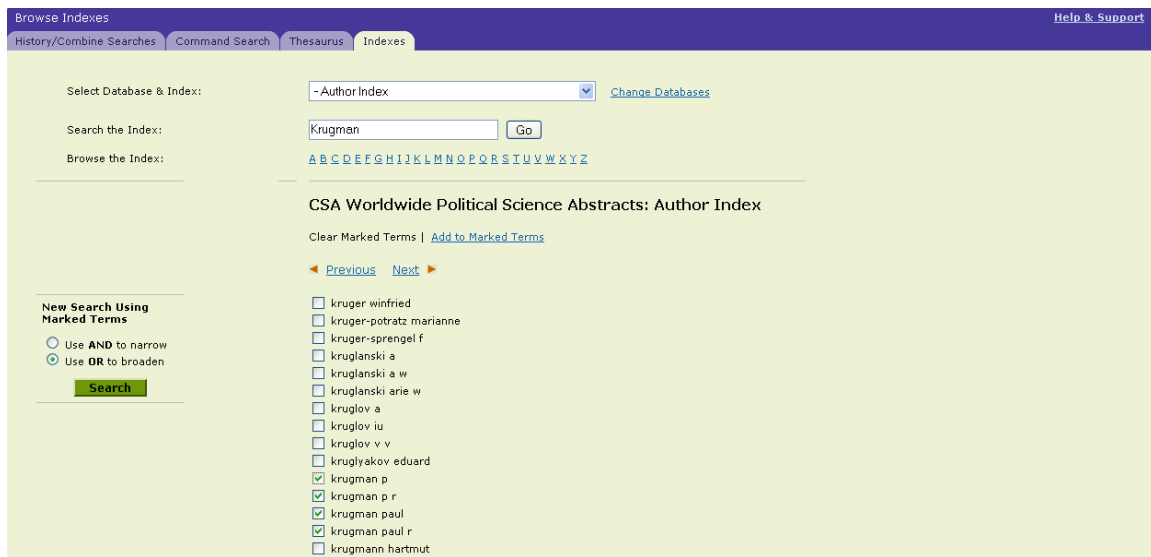 Browse Indexes Help & Support
History/Combine Searches Command Search Thesaurus Indexes
Select Database & Index: - Author Index Change Databases
Search the Index: Krugman Go
Browse the Index: A B C D E F G H I J K L M N O P Q R S T U V W X Y Z
CSA Worldwide Political Science Abstracts: Author Index
Clear Marked Terms | Add to Marked Terms
Previous Next
New Search Using
Marked Terms
Use AND to narrow
Use OR to broaden
Search
kruger winfried
kruger-potratz marianne
kruger-sprengel f
kruglanski a
kruglanski a w
kruglanski arie w
kruglov a
kruglov iu
kruglov v v
kruglyakov eduard
krugman p
krugman p r
krugman paul
krugman paul r
krugmann hartmut